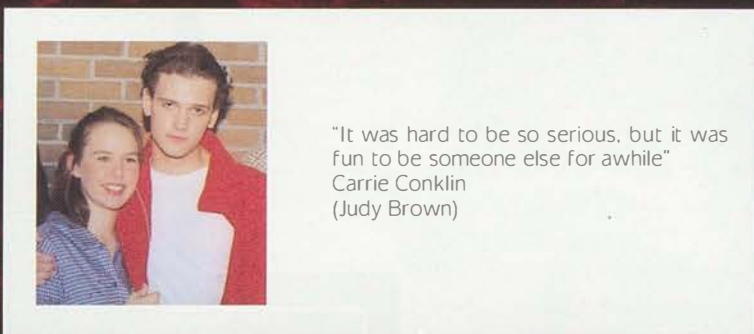 "It was hard to be so serious, but it was
fun to be someone else for awhile"
Carrie Conklin
(Judy Brown)